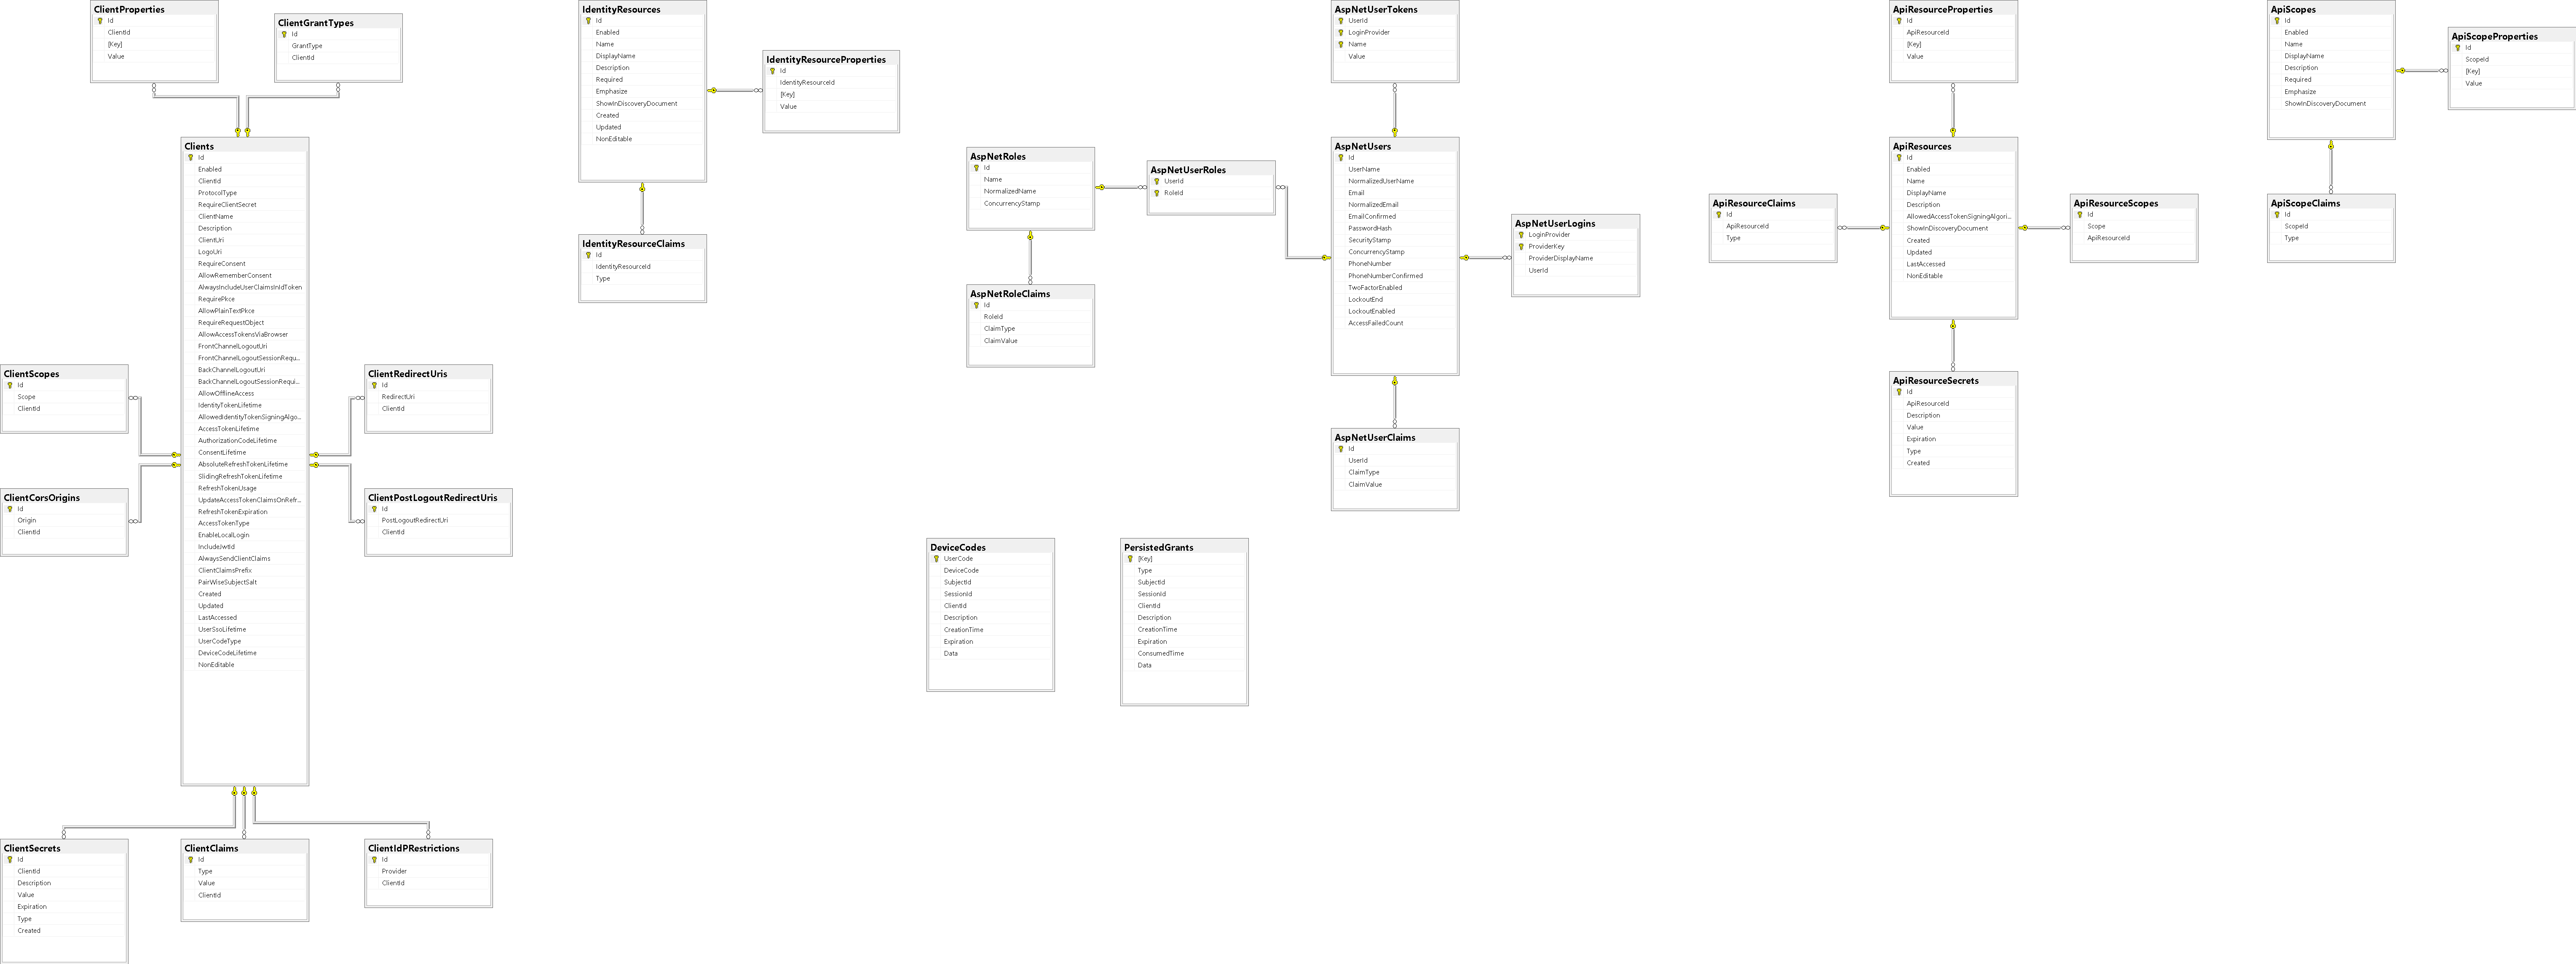 ClientProperties
Id
ClientId
[Key]
Value
ClientGrantTypes
Id
GrantType
ClientId
Clients
Id
Enabled
ClientId
ProtocolType
RequireClientSecret
ClientName
Description
ClientUri
LogoUri
RequireConsent
AllowRememberConsent
AlwaysIncludeUserClaimsInIdToken
RequirePkce
AllowPlainTextPkce
RequireRequestObject
AllowAccessTokensViaBrowser
FrontChannelLogoutUri
FrontChannelLogoutSessionRequ...
BackChannelLogoutUri
BackChannelLogoutSessionRequi...
AllowOfflineAccess
IdentityTokenLifetime
AllowedIdentityTokenSigningAlgo...
AccessTokenLifetime
AuthorizationCodeLifetime
ConsentLifetime
AbsoluteRefreshTokenLifetime
SlidingRefreshTokenLifetime
RefreshTokenUsage
UpdateAccessTokenClaimsOnRefr...
RefreshTokenExpiration
AccessTokenType
EnableLocalLogin
IncludeJwtId
AlwaysSendClientClaims
ClientClaimsPrefix
PairWiseSubjectSalt
Created
Updated
LastAccessed
UserSsoLifetime
UserCodeType
DeviceCodeLifetime
NonEditable
ClientScopes
Id
Scope
ClientId
ClientCorsOrigins
Id
Origin
ClientId
ClientRedirectUris
Id
RedirectUri
ClientId
ClientPostLogoutRedirectUris
Id
PostLogoutRedirectUri
ClientId
ClientSecrets
Id
ClientId
Description
Value
Expiration
Type
Created
ClientClaims
Id
Type
Value
ClientId
ClientIdPRestrictions
Id
Provider
ClientId
IdentityResources
Id
Enabled
Name
DisplayName
Description
Required
Emphasize
ShowInDiscoveryDocument
Created
Updated
NonEditable
IdentityResourceProperties
Id
IdentityResourceId
[Key]
Value
IdentityResourceClaims
Id
IdentityResourceId
Type
AspNetRoles
Id
Name
NormalizedName
ConcurrencyStamp
AspNetUserRoles
UserId
RoleId
AspNetRoleClaims
Id
RoleId
ClaimType
ClaimValue
AspNetUserTokens
UserId
LoginProvider
Name
Value
AspNetUsers
Id
UserName
NormalizedUserName
Email
NormalizedEmail
EmailConfirmed
PasswordHash
SecurityStamp
ConcurrencyStamp
PhoneNumber
PhoneNumberConfirmed
TwoFactorEnabled
LockoutEnd
LockoutEnabled
AccessFailedCount
AspNetUserLogins
LoginProvider
ProviderKey
ProviderDisplayName
UserId
AspNetUserClaims
Id
UserId
ClaimType
ClaimValue
DeviceCodes
UserCode
DeviceCode
SubjectId
SessionId
ClientId
Description
CreationTime
Expiration
Data
PersistedGrants
[Key]
Type
SubjectId
SessionId
ClientId
Description
CreationTime
Expiration
ConsumedTime
Data
ApiResourceProperties
Id
ApiResourceId
[Key]
Value
ApiResources
Id
Enabled
Name
DisplayName
Description
AllowedAccessTokenSigningAlgori...
ShowInDiscoveryDocument
Created
Updated
LastAccessed
NonEditable
ApiResourceClaims
Id
ApiResourceId
Type
ApiResourceScopes
Id
Scope
ApiResourceId
ApiResourceSecrets
Id
ApiResourceId
Description
Value
Expiration
Type
Created
ApiScopes
Id
Enabled
Name
DisplayName
Description
Required
Emphasize
ShowInDiscoveryDocument
ApiScopeProperties
Id
ScopeId
[Key]
Value
ApiScopeClaims
Id
ScopeId
Type